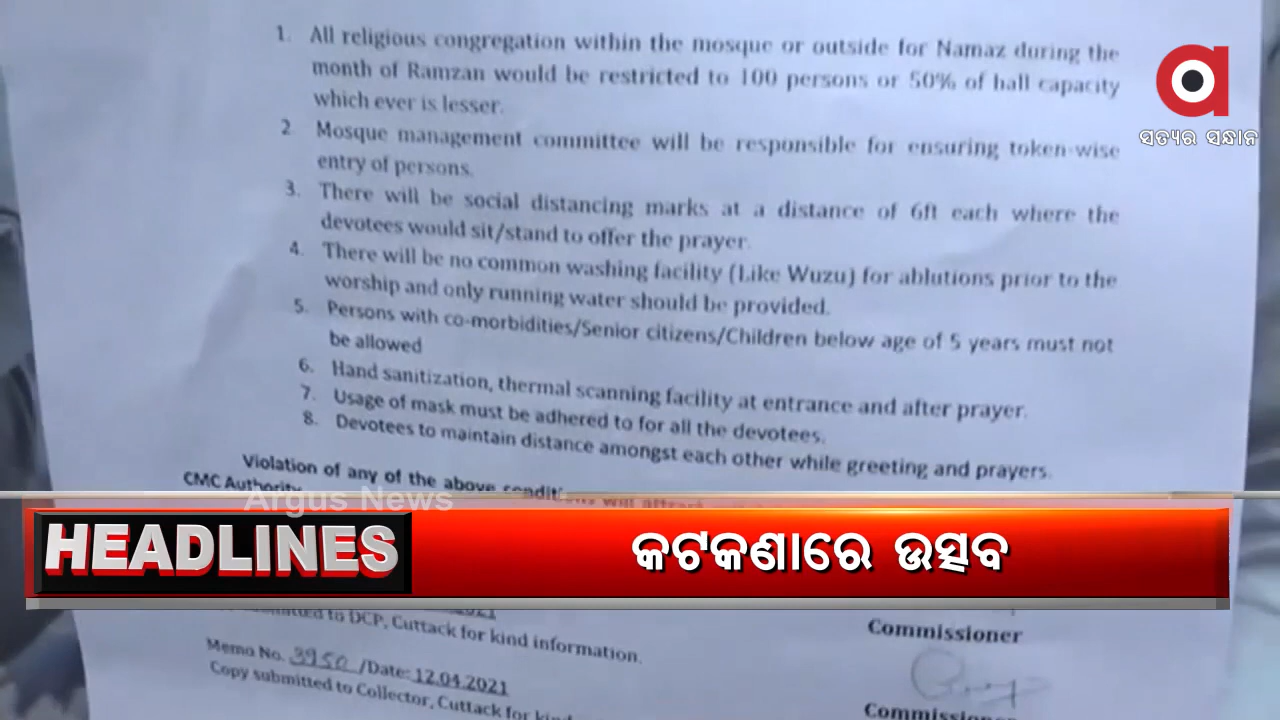 1. All religious congregation within the mosque or outside for Namaz during the
month of Ramzan would be restricted to 100 persons or 50% of hall capacity
which ever is lesser.
2 Mosque management committee will be responsible for ensuring token-wise
entry of persons.
3. There will be social distancing marks at a distance of 6ft each where the
devotees would sit/stand to offer the prayer.
4. There will be no common washing facility (Like Wuzu) for ablutions prior to the
worship and only running water should be provided.
5. Persons with co-morbidities/Senior citizens/Children below age of 5 years must not
be allowed
6. Hand sanitization, thermal scanning facility at entrance and after prayer.
7. Usage of mask must be adhered to for all the devotees.
8. Devotees to maintain distance amongst each other while greeting and prayers.
Violation of any of the above will attract
CMC Authority
ସତ୍ୟର ସନ୍ଧାନ
Argus News
HEADLINES
କଟକଣାରେ ଉତ୍ସବ
2021
to DCP, Cuttack for kind information.
Commissioner
Memo No. 3950 /Date: 12.04.2021
Copy submitted to Collector, Cuttack for